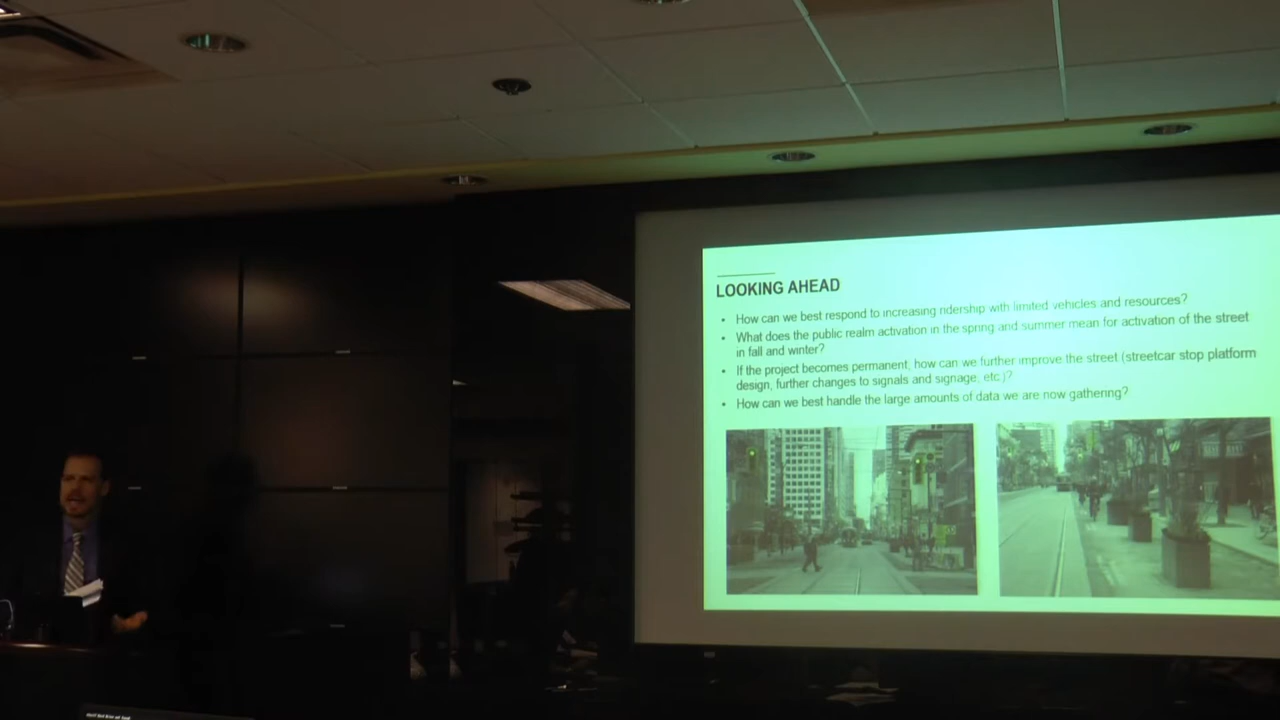 LOOKING AHEAD
• How can we best respond to increasing ridership with limited vehicles and resources?
• What does the public realm activation in the spring and summer mean for activation of the street
in fall and winter?
• If the project becomes permanent, how can we further improve the street (streetcar stop platform
design, further changes to signals and signage, etc.)?
• How can we best handle the large amounts of data we are now gathering?